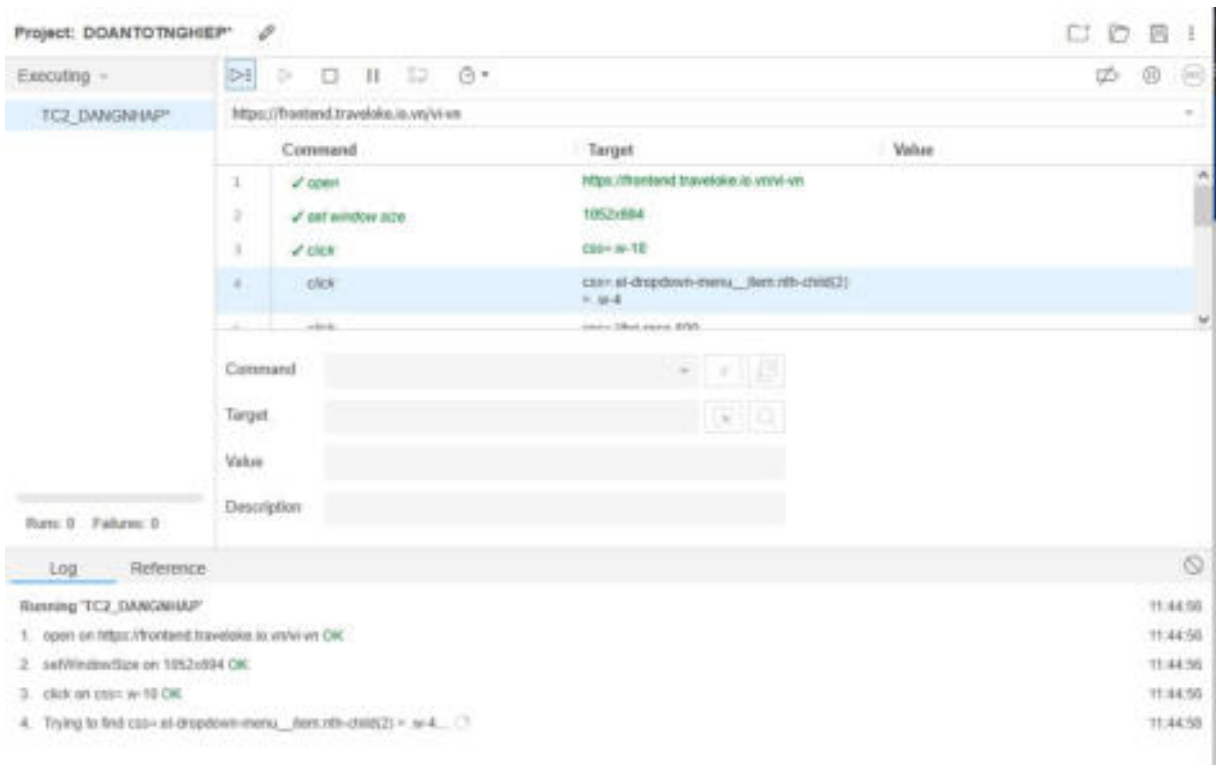 Project: DOANTOTNGHIEP*
Executing
TC2_DANGNHAP*
https://frontend.traveloke.io.vn/vi-vn
Command Target Value
1 ✓ open https://frontend.traveloke.io.vn/vi-vn
2 ✓ set window size 1052x694
3 ✓ click css=.w-10
4 click css=.el-dropdown-menu__item:nth-child(2) > .w-4
click
Command
Target
Value
Description
Runs: 0 Failures: 0
Log Reference
Running 'TC2_DANGNHAP' 11:44:56
1. open on https://frontend.traveloke.io.vn/vi-vn OK 11:44:56
2. setWindowSize on 1052x694 OK 11:44:56
3. click on css=.w-10 OK 11:44:56
4. Trying to find css=.el-dropdown-menu__item:nth-child(2) > .w-4... 11:44:58